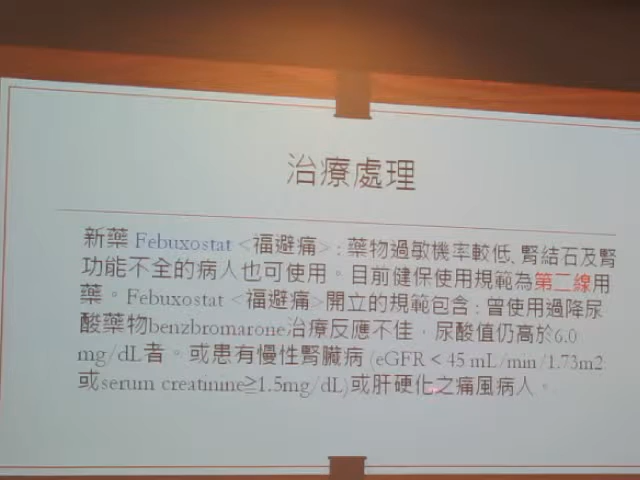 治療處理
新藥 Febuxostat <福避痛>：藥物過敏機率較低、腎結石及腎
功能不全的病人也可使用。目前健保使用規範為第二線用
藥。Febuxostat <福避痛>開立的規範包含：曾使用過降尿
酸藥物benzbromarone治療反應不佳，尿酸值仍高於6.0
mg/dL者。或患有慢性腎臟病 (eGFR < 45 mL/min/1.73m2
或serum creatinine≥1.5mg/dL)或肝硬化之痛風病人。